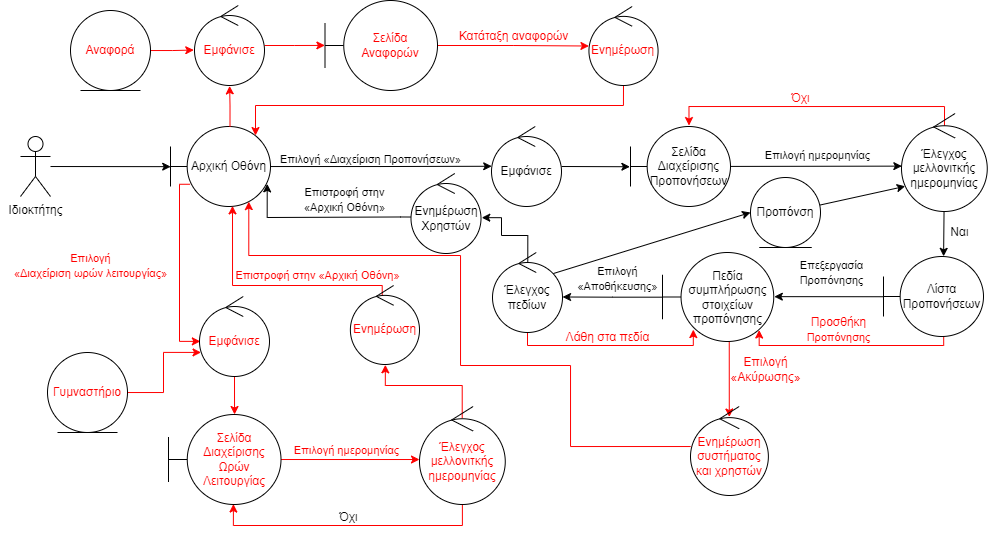 Αναφορά
Εμφάνισε
Σελίδα
Αναφορών
Κατάταξη αναφορών
Ενημέρωση
Όχι
Ιδιοκτήτης
Αρχική Οθόνη
Επιλογή «Διαχείριση Προπονήσεων»
Εμφάνισε
Σελίδα
Διαχείρισης
Προπονήσεων
Επιλογή ημερομηνίας
Έλεγχος
μελλονιτκής
ημερομηνίας
Επιστροφή στην
«Αρχική Οθόνη»
Ενημέρωση
Χρηστών
Προπόνση
Ναι
Επιλογή
«Διαχείριση ωρών λειτουργίας»
Επιστροφή στην «Αρχική Οθόνη»
Έλεγχος
πεδίων
Επιλογή
«Αποθήκευσης»
Πεδία
συμπλήρωσης
στοιχείων
προπόνησης
Επεξεργασία
Προπόνησης
Λίστα
Προπονήσεων
Εμφάνισε
Ενημέρωση
Λάθη στα πεδία
Προσθήκη
Προπόνησης
Επιλογή
«Ακύρωσης»
Γυμναστήριο
Σελίδα
Διαχείρισης
Ωρών
Λειτουργίας
Επιλογή ημερομηνίας
Έλεγχος
μελλονιτκής
ημερομηνίας
Ενημέρωση
συστήματος
και χρηστών
Όχι